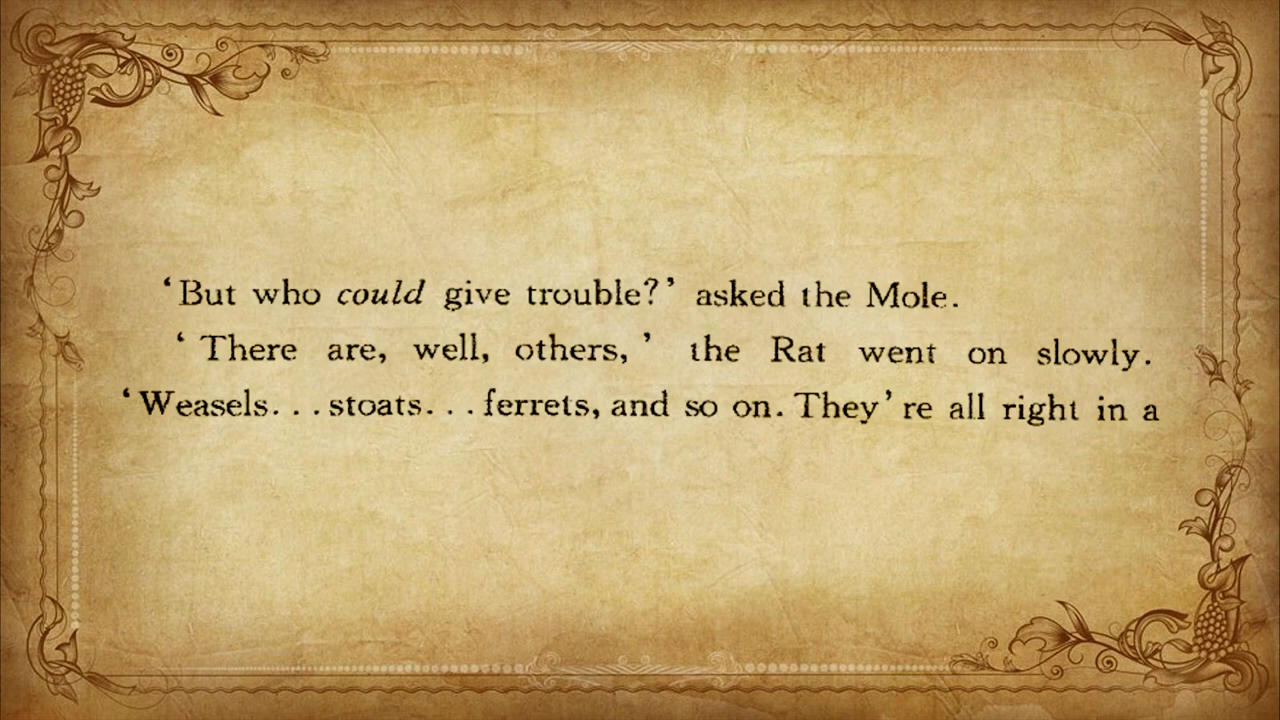 ‘But who could give trouble?’ asked the Mole.
‘ There are, well, others, ’ the Rat went on slowly.
‘Weasels. . . stoats. . . ferrets, and so on. They’ re all right in a